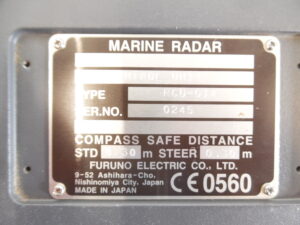 MARINE RADAR
TYPE
SER.NO. 0245
COMPASS SAFE DISTANCE
STD m STEER m
FURUNO ELECTRIC CO., LTD.
9-52 Ashihara-Cho,
Nishinomiya City, Japan
MADE IN JAPAN
CE 0560